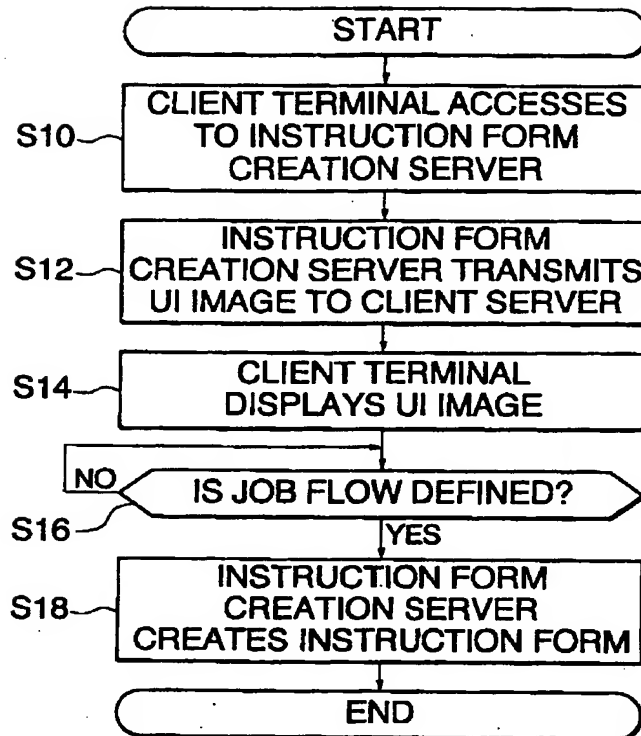 START
S10
CLIENT TERMINAL ACCESSES
TO INSTRUCTION FORM
CREATION SERVER
S12
INSTRUCTION FORM
CREATION SERVER TRANSMITS
UI IMAGE TO CLIENT SERVER
S14
CLIENT TERMINAL
DISPLAYS UI IMAGE
NO
S16
IS JOB FLOW DEFINED?
YES
S18
INSTRUCTION FORM
CREATION SERVER
CREATES INSTRUCTION FORM
END